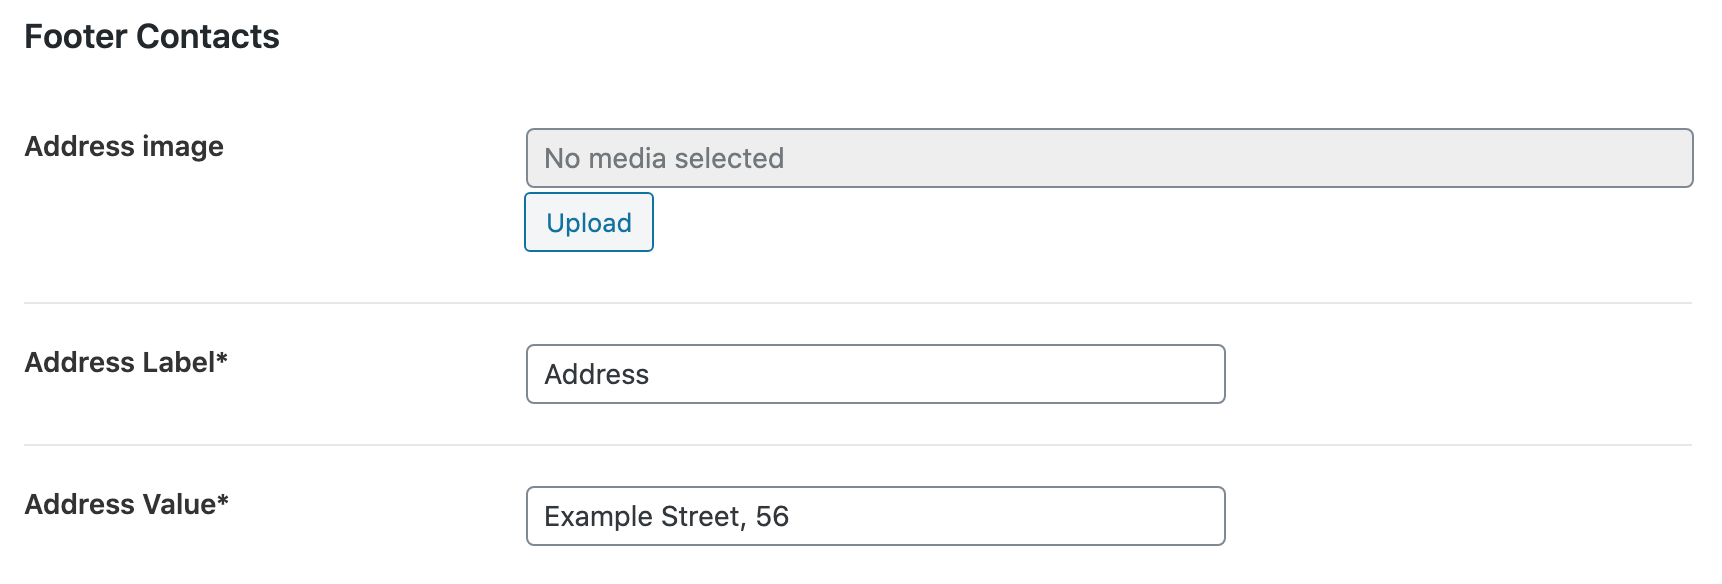 Footer Contacts
Address image
No media selected
Upload
Address Label*
Address
Address Value*
Example Street, 56